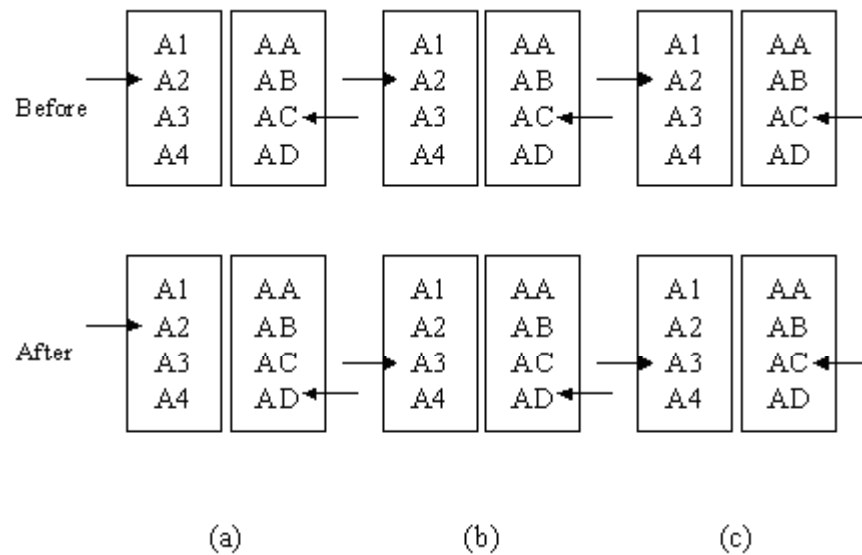 A1 AA A1 AA A1 AA
A2 AB A2 AB A2 AB
Before
A3 AC A3 AC A3 AC
A4 AD A4 AD A4 AD
A1 AA A1 AA A1 AA
A2 AB A2 AB A2 AB
After
A3 AC A3 AC A3 AC
A4 AD A4 AD A4 AD
(a) (b) (c)